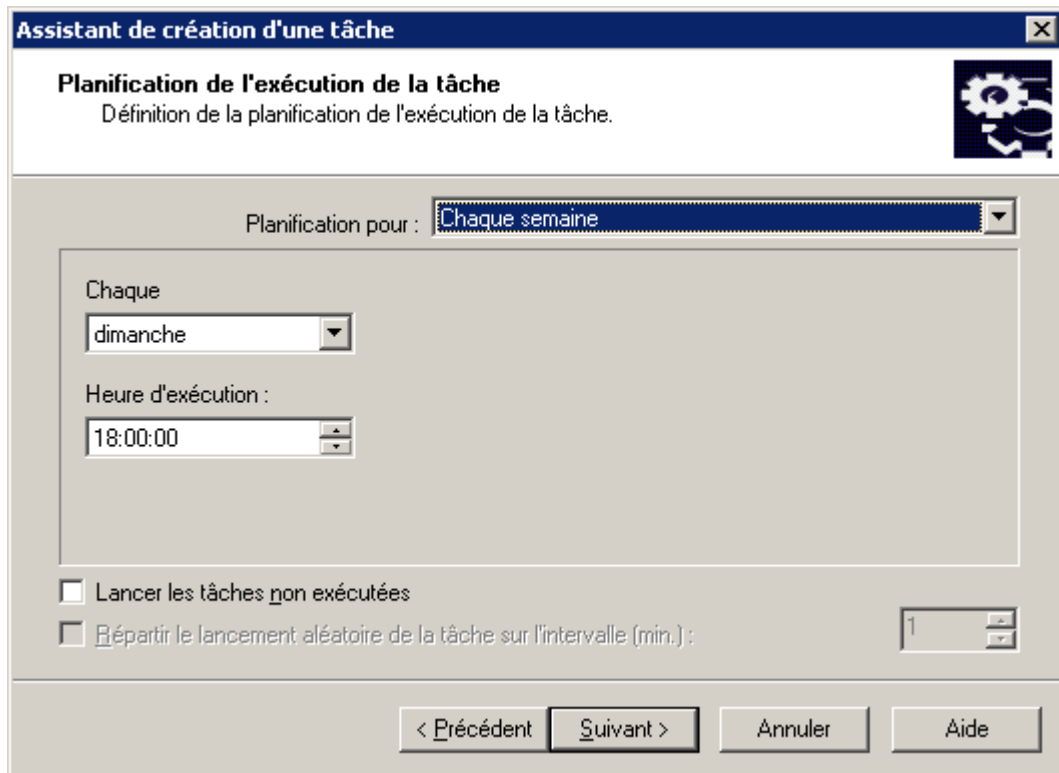 Assistant de création d'une tâche
Planification de l'exécution de la tâche
Définition de la planification de l'exécution de la tâche.
Planification pour : Chaque semaine
Chaque
dimanche
Heure d'exécution :
18:00:00
Lancer les tâches non exécutées
Répartir le lancement aléatoire de la tâche sur l'intervalle (min.) : 1
< Précédent Suivant > Annuler Aide